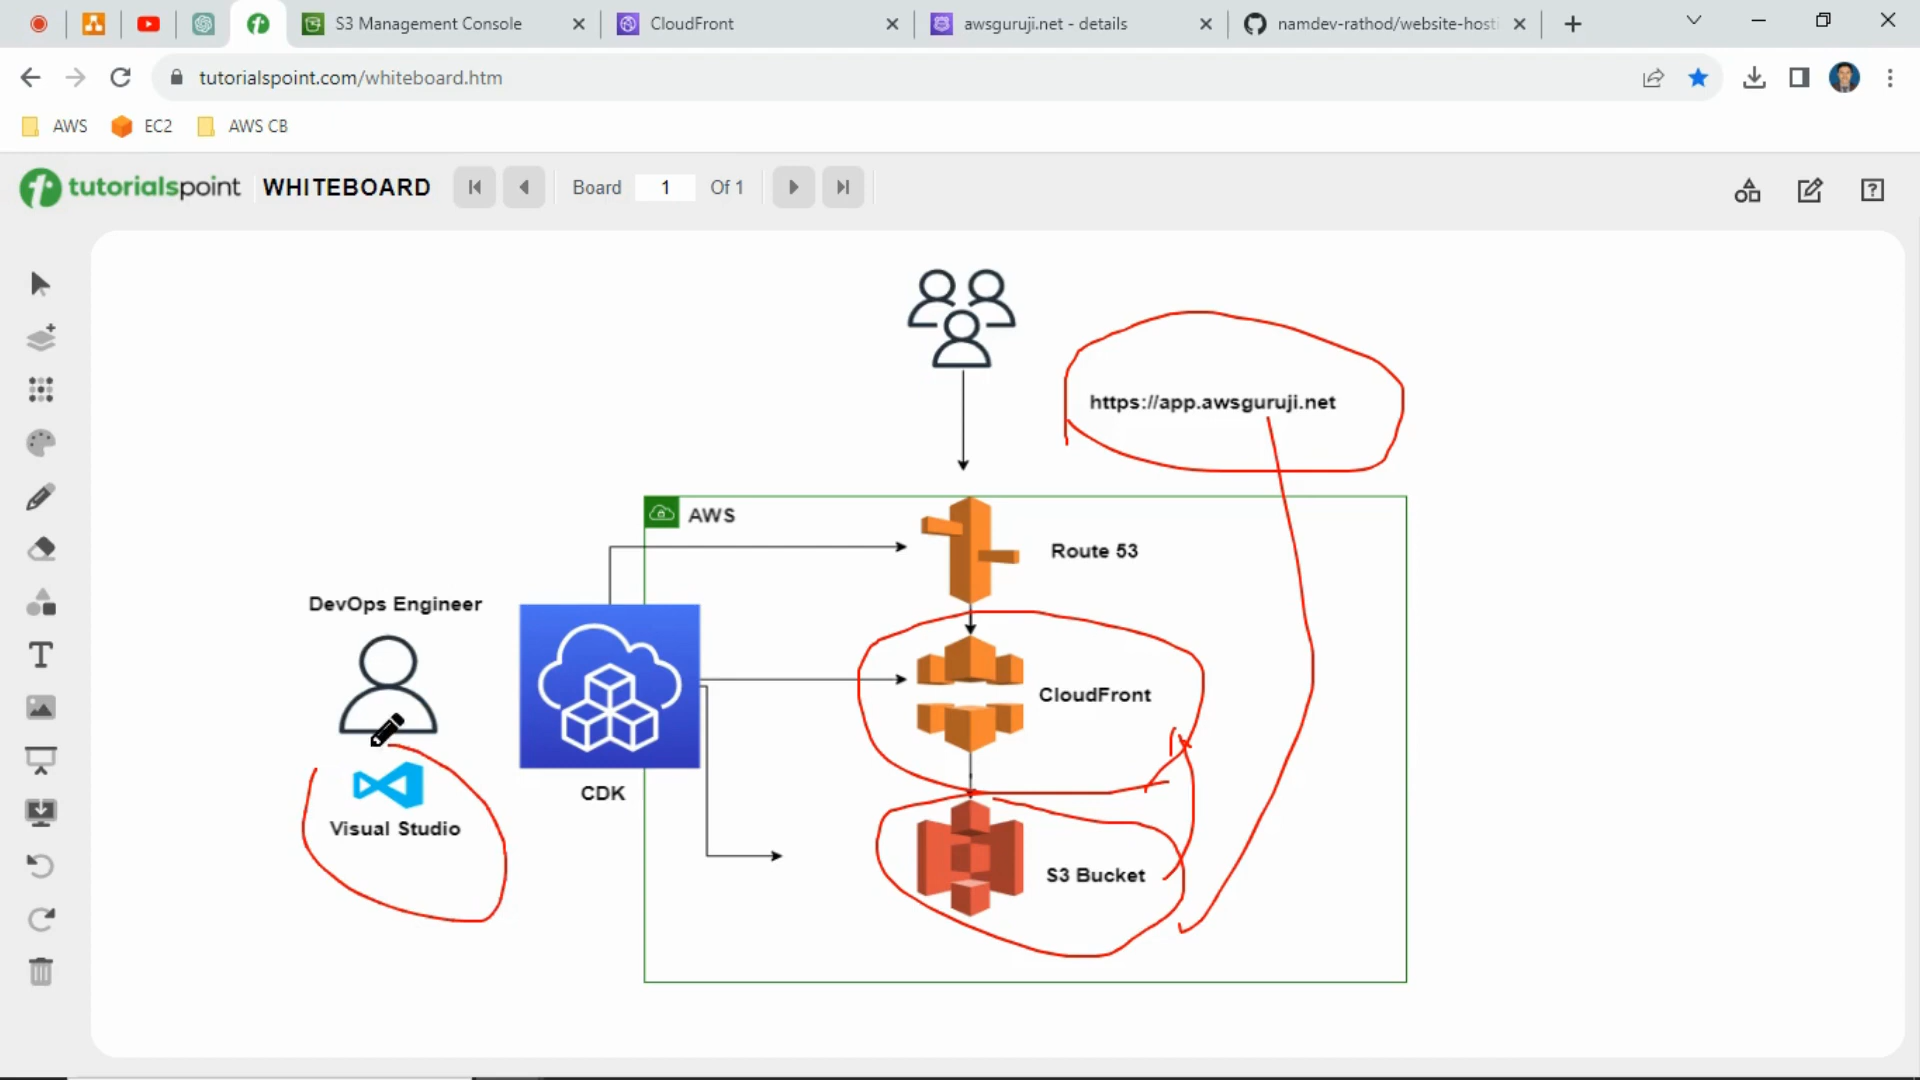 S3 Management Console
CloudFront
awsguruji.net - details
namdev-rathod/website-hosti
tutorialspoint.com/whiteboard.htm
AWS
EC2
AWS CB
tutorialspoint
WHITEBOARD
Board 1 Of 1
https://app.awsguruji.net
AWS
Route 53
DevOps Engineer
CloudFront
CDK
Visual Studio
S3 Bucket